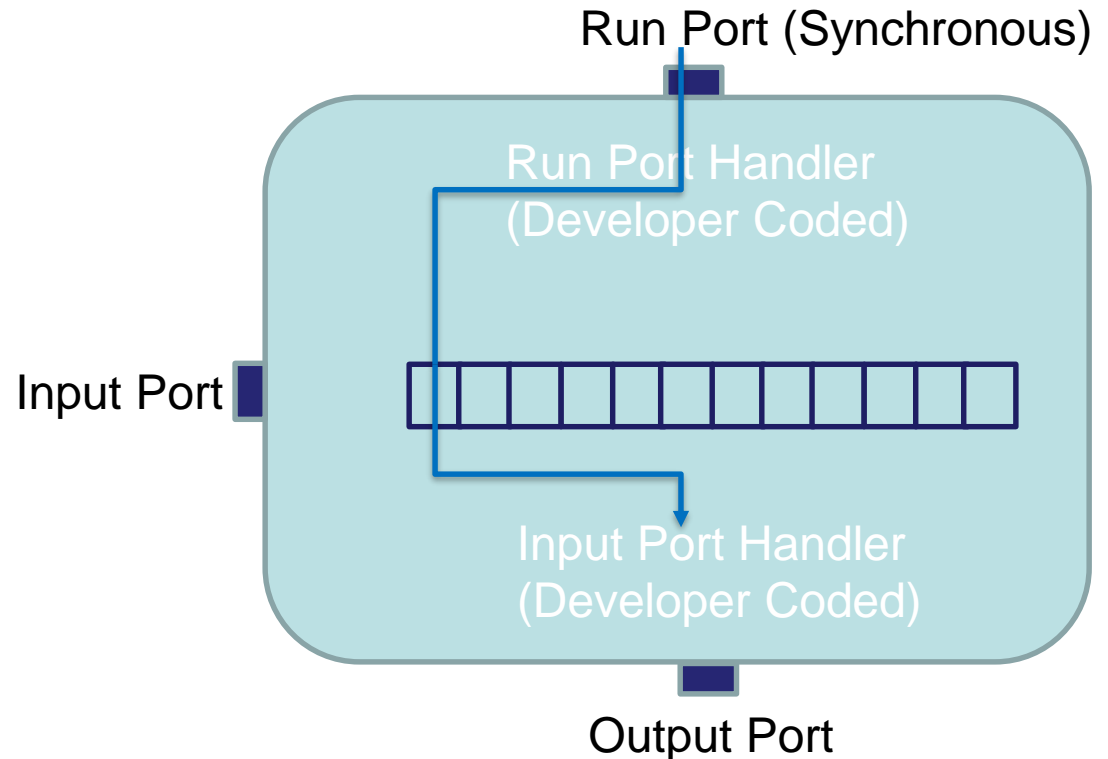 Run Port (Synchronous)
Run Port Handler
(Developer Coded)
Input Port
Input Port Handler
(Developer Coded)
Output Port